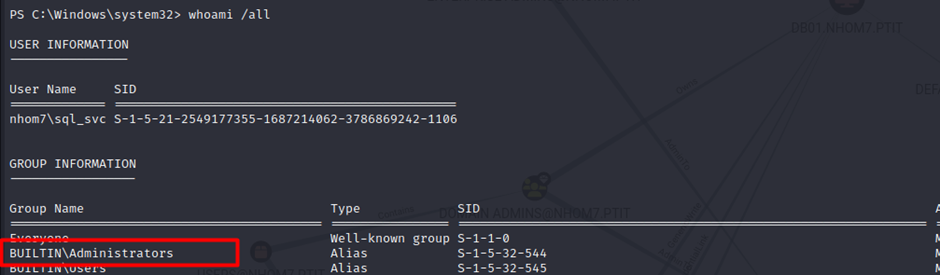 PS C:\Windows\system32> whoami /all
USER INFORMATION
User Name SID
nhom7\sql_svc S-1-5-21-2549177355-1687214062-3786869242-1106
GROUP INFORMATION
Group Name Type SID
Everyone Well-known group S-1-1-0
BUILTIN\Administrators Alias S-1-5-32-544
BUILTIN\Users Alias S-1-5-32-545
DB01.NHOM7.PTIT
ADMINS@NHOM7.PTIT